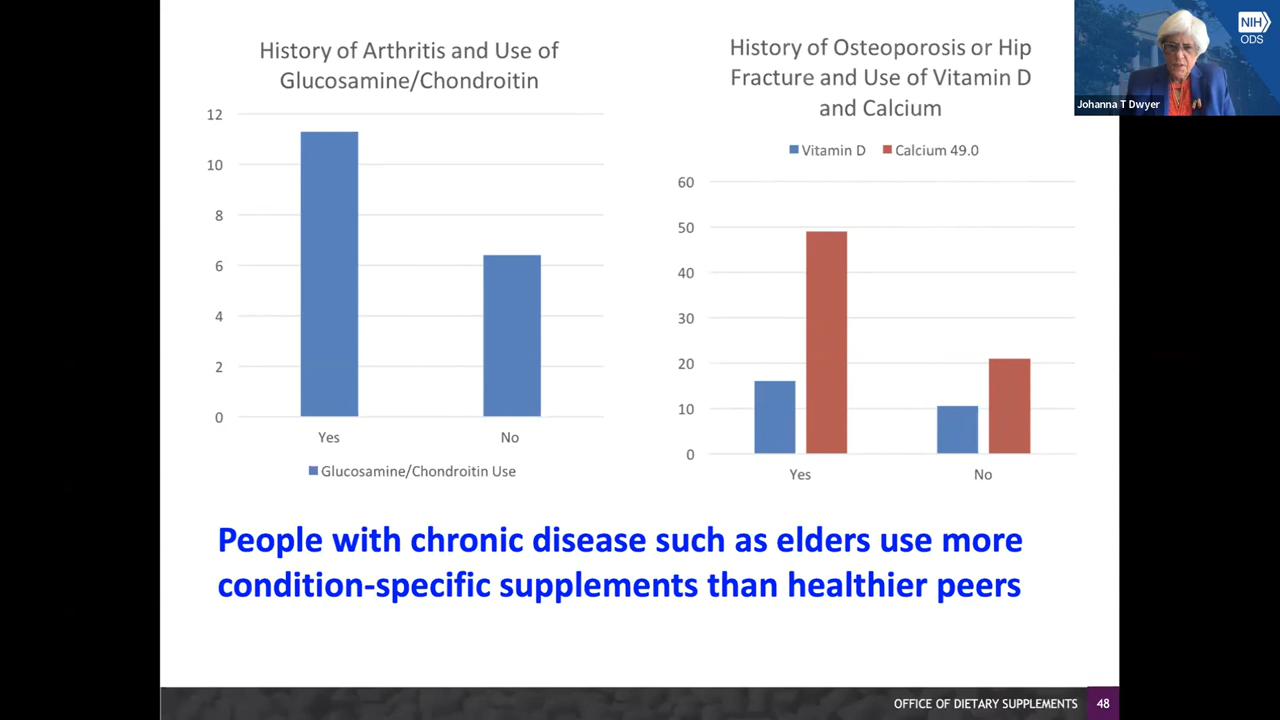 History of Arthritis and Use of
Glucosamine/Chondroitin
12
10
8
6
4
2
0
Yes
No
Glucosamine/Chondroitin Use
History of Osteoporosis or Hip
Fracture and Use of Vitamin D
and Calcium
Vitamin D
Calcium 49.0
60
50
40
30
20
10
0
Yes
No
NIH
ODS
Johanna T Dwyer
People with chronic disease such as elders use more
condition-specific supplements than healthier peers
OFFICE OF DIETARY SUPPLEMENTS
48